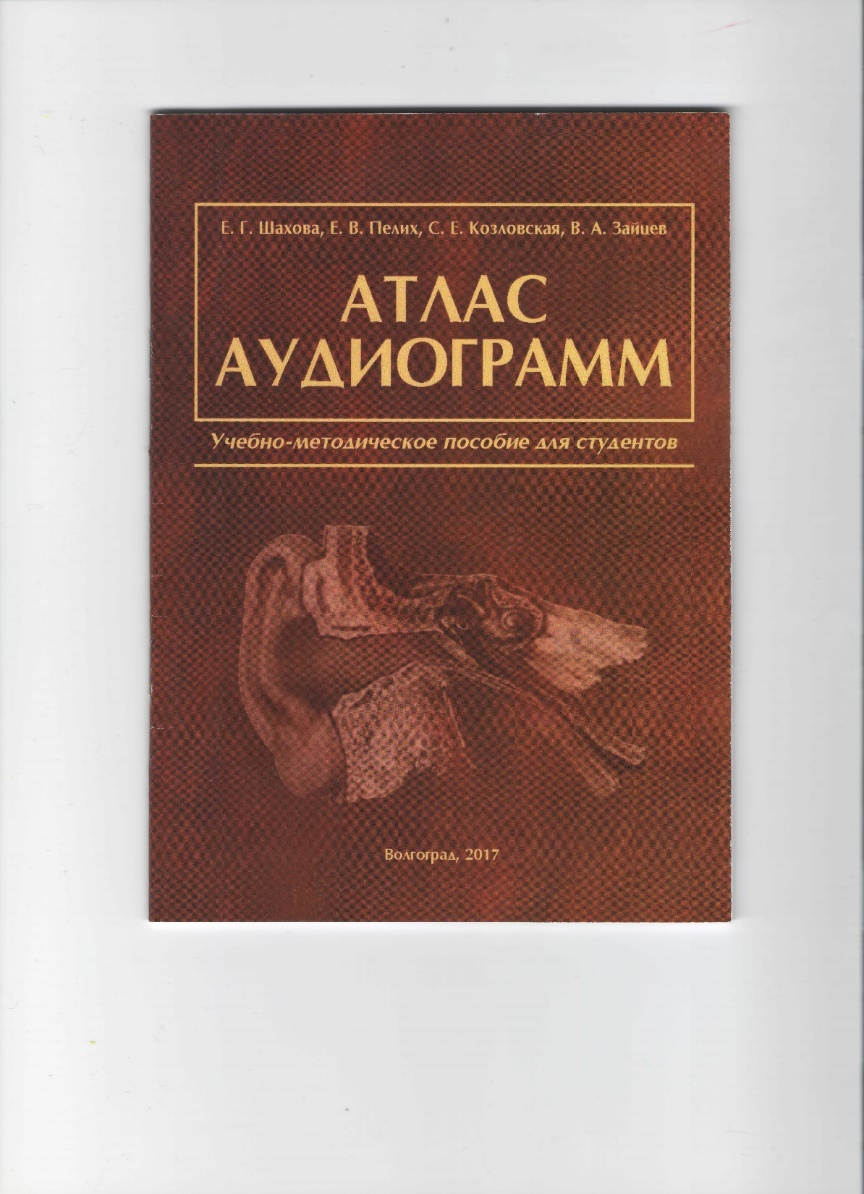 Е. Г. Шахова, Е. В. Пелих, С. Е. Козловская, В. А. Зайцев
АТЛАС
АУДИОГРАММ
Учебно-методическое пособие для студентов
Волгоград, 2017